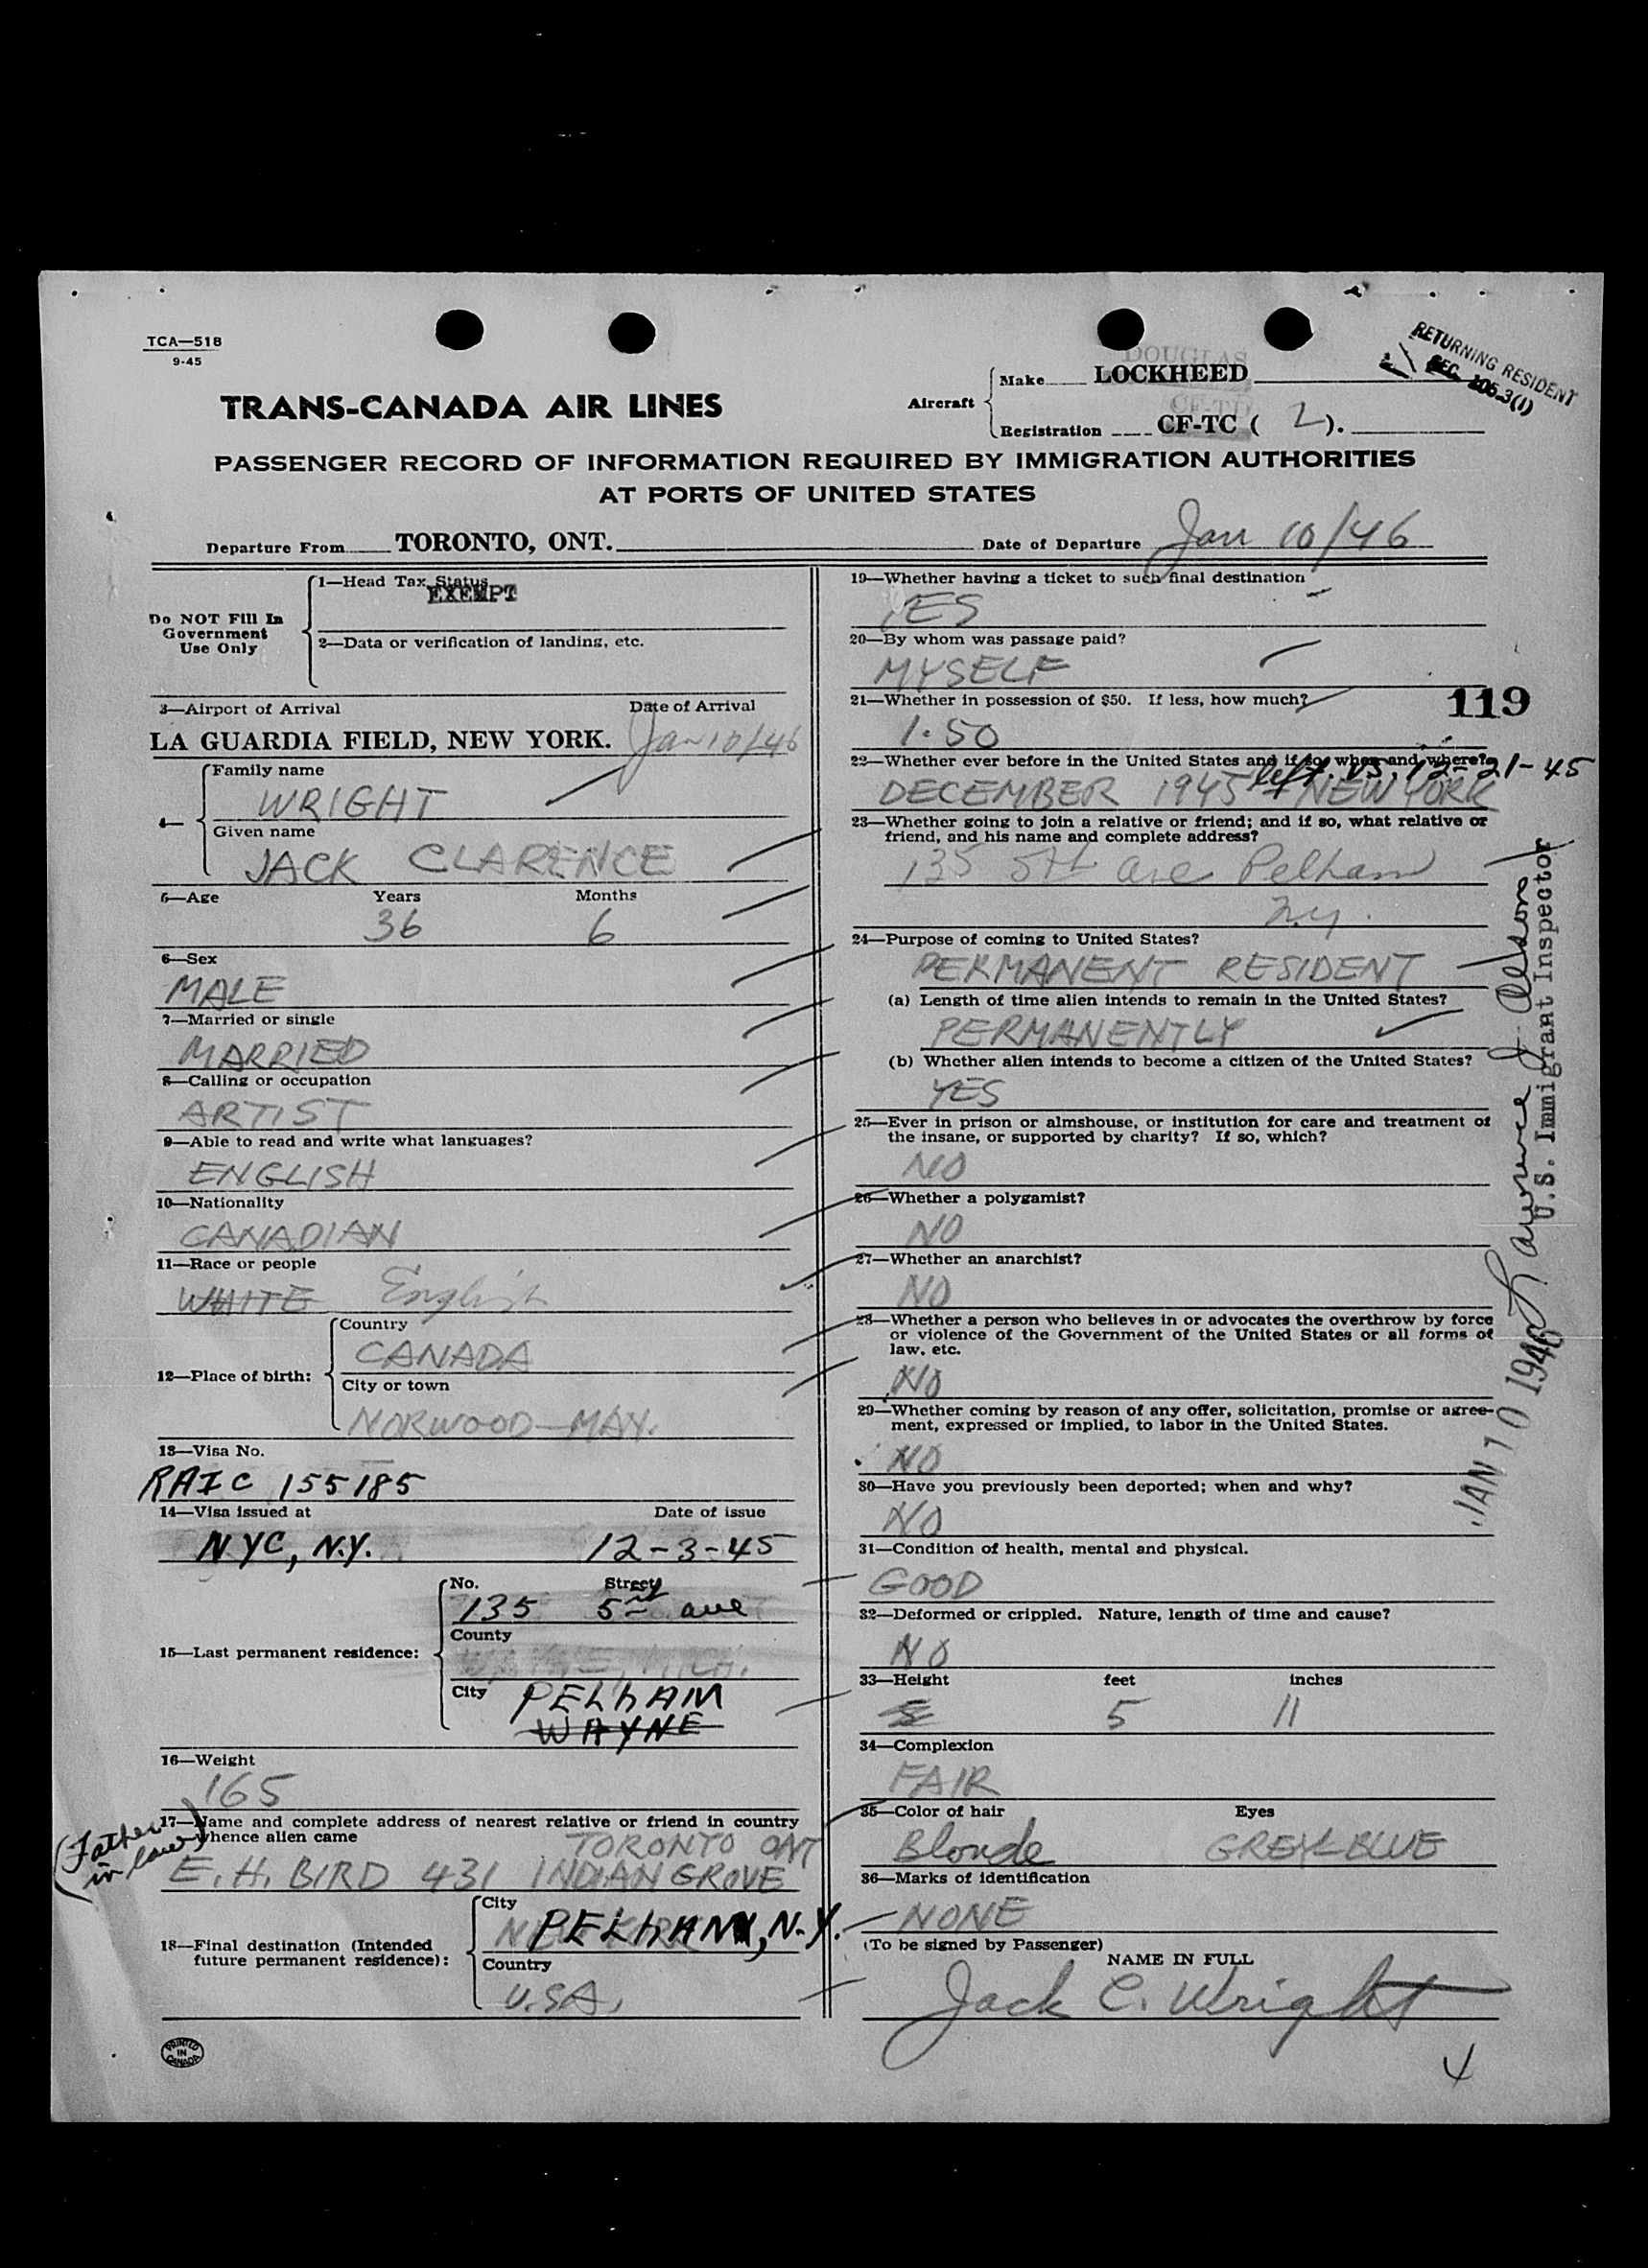 TCA—518
9-45
RETURNING RESIDENT
SEC. 105.3(1)
TRANS-CANADA AIR LINES
Aircraft
DOUGLAS
Make LOCKHEED
Registration CF-TC ( 2 ).
PASSENGER RECORD OF INFORMATION REQUIRED BY IMMIGRATION AUTHORITIES
AT PORTS OF UNITED STATES
Departure From TORONTO, ONT. Date of Departure Jan 10/46
Do NOT Fill In
Government
Use Only
1—Head Tax Status
EXEMPT
2—Data or verification of landing, etc.
3—Airport of Arrival Date of Arrival
LA GUARDIA FIELD, NEW YORK. Jan 10/46
4— Family name
WRIGHT
Given name
JACK CLARENCE
5—Age Years Months
36 6
6—Sex
MALE
7—Married or single
MARRIED
8—Calling or occupation
ARTIST
9—Able to read and write what languages?
ENGLISH
10—Nationality
CANADIAN
11—Race or people
WHITE English
12—Place of birth:
Country
CANADA
City or town
NORWOOD—MAN.
13—Visa No.
RAIC 155185
14—Visa issued at Date of issue
NYC, N.Y. 12-3-45
15—Last permanent residence:
No. Street
135 5th ave
County
City PELHAM
WAYNE
16—Weight
165
17—Name and complete address of nearest relative or friend in country
whence alien came
(Father
in law)
TORONTO ONT
E. H. BIRD 431 INDIAN GROVE
18—Final destination (Intended
future permanent residence):
City
PELHAM, N.Y.
Country
U.S.A.
PRINTED
IN
CANADA
19—Whether having a ticket to such final destination
YES
20—By whom was passage paid?
MYSELF
21—Whether in possession of $50. If less, how much?
1.50
119
22—Whether ever before in the United States and if so, when and where?
left US. 12-21-45
DECEMBER 1945 NEW YORK
23—Whether going to join a relative or friend; and if so, what relative or
friend, and his name and complete address?
135 5th ave Pelham
N.Y.
24—Purpose of coming to United States?
PERMANENT RESIDENT
(a) Length of time alien intends to remain in the United States?
PERMANENTLY
(b) Whether alien intends to become a citizen of the United States?
YES
25—Ever in prison or almshouse, or institution for care and treatment of
the insane, or supported by charity? If so, which?
NO
26—Whether a polygamist?
NO
27—Whether an anarchist?
NO
28—Whether a person who believes in or advocates the overthrow by force
or violence of the Government of the United States or all forms of
law, etc.
NO
29—Whether coming by reason of any offer, solicitation, promise or agree-
ment, expressed or implied, to labor in the United States.
NO
30—Have you previously been deported; when and why?
NO
31—Condition of health, mental and physical.
GOOD
32—Deformed or crippled. Nature, length of time and cause?
NO
33—Height feet inches
5 11
34—Complexion
FAIR
35—Color of hair Eyes
Blonde GREY-BLUE
36—Marks of identification
NONE
(To be signed by Passenger)
NAME IN FULL
Jack C. Wright
4
JAN 10 1946
Lawrence J.
U.S. Immigrant Inspector